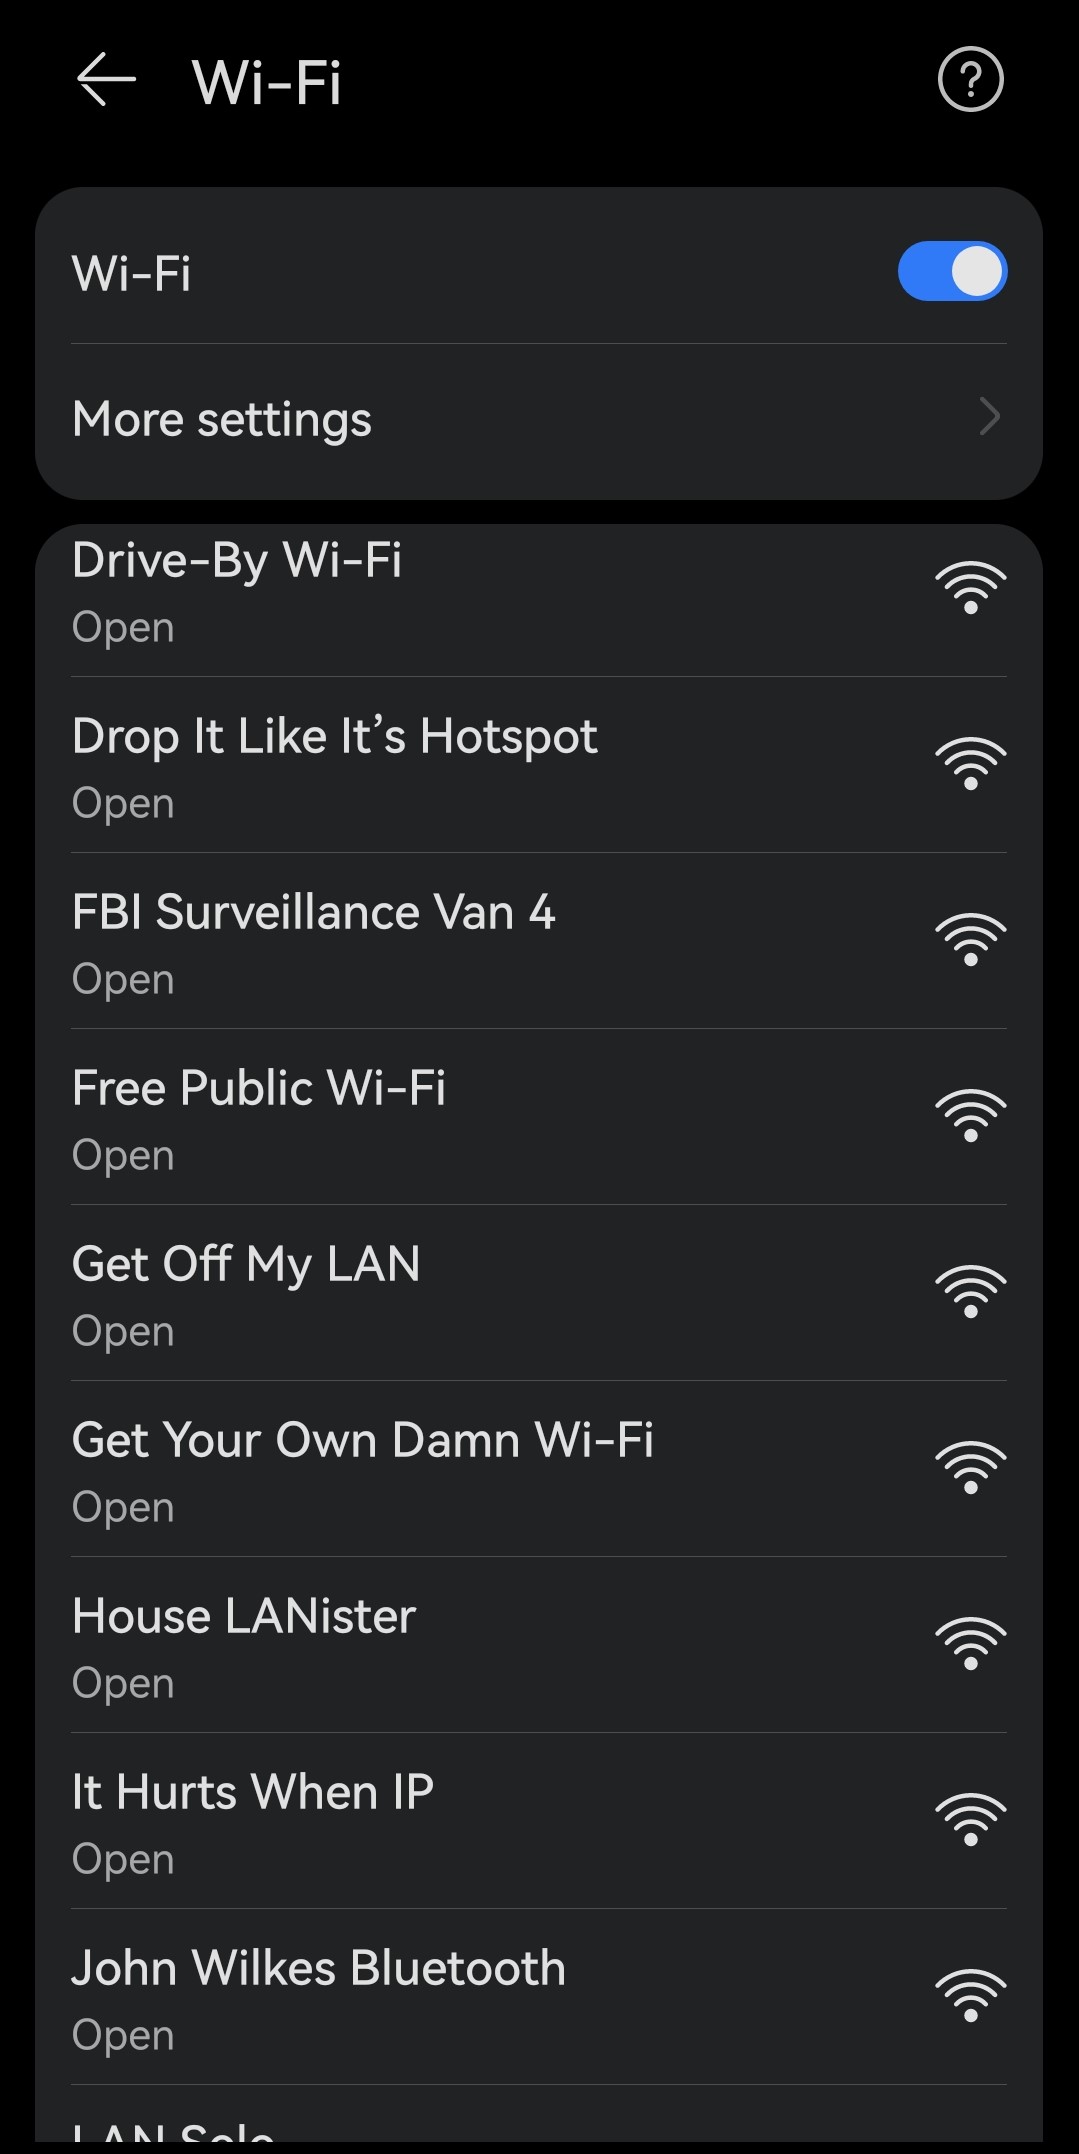 Wi-Fi
Wi-Fi
More settings
Drive-By Wi-Fi
Open
Drop It Like It’s Hotspot
Open
FBI Surveillance Van 4
Open
Free Public Wi-Fi
Open
Get Off My LAN
Open
Get Your Own Damn Wi-Fi
Open
House LANister
Open
It Hurts When IP
Open
John Wilkes Bluetooth
Open
LAN Solo